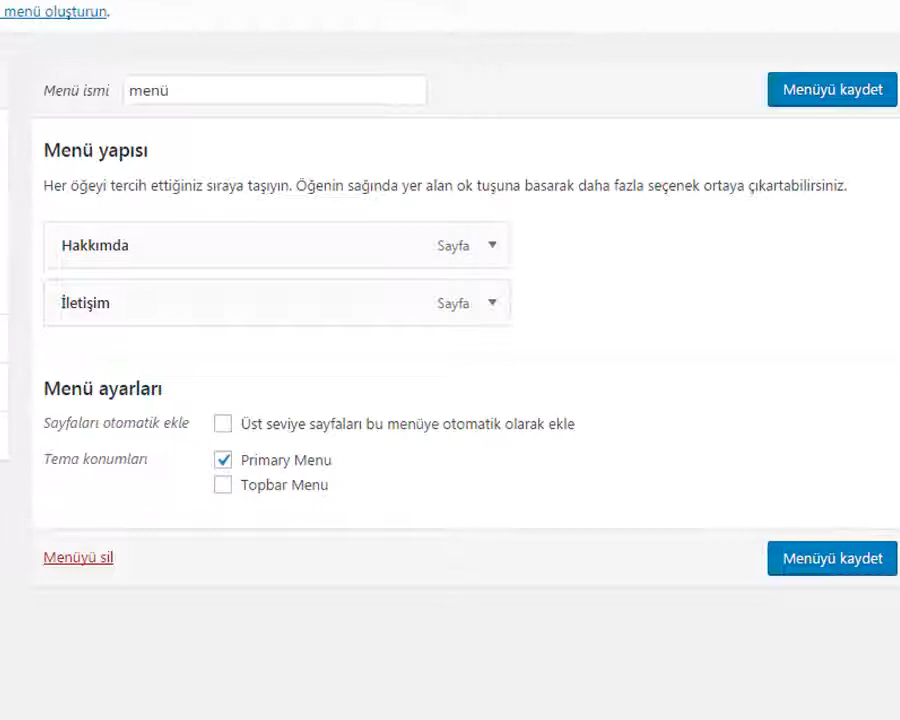 menü oluşturun.
Menü ismi menü Menüyü kaydet
Menü yapısı
Her öğeyi tercih ettiğiniz sıraya taşıyın. Öğenin sağında yer alan ok tuşuna basarak daha fazla seçenek ortaya çıkartabilirsiniz.
Hakkımda Sayfa
İletişim Sayfa
Menü ayarları
Sayfaları otomatik ekle Üst seviye sayfaları bu menüye otomatik olarak ekle
Tema konumları Primary Menu
Topbar Menu
Menüyü sil Menüyü kaydet